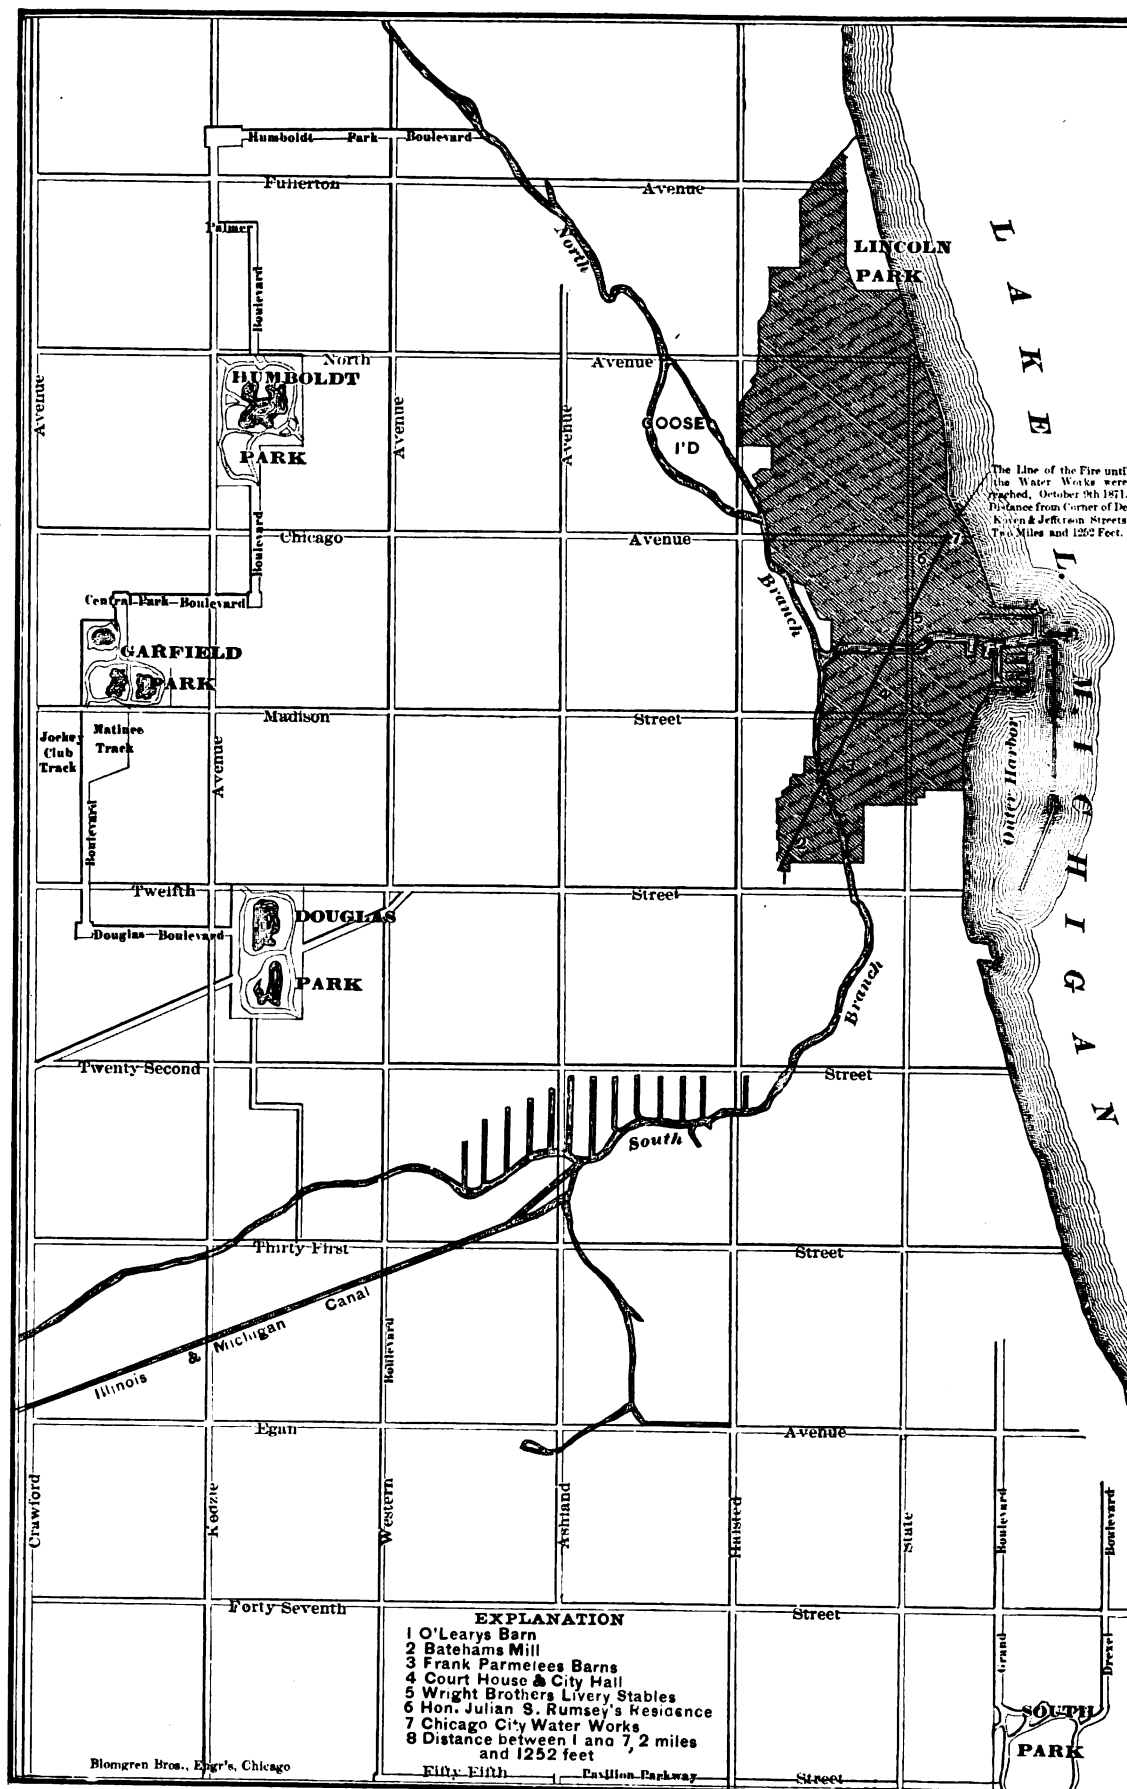 Humboldt Park Boulevard
Fullerton Avenue
Palmer
Boulevard
North
LINCOLN
PARK
LAKE MICHIGAN
North Avenue
HUMBOLDT
PARK
Avenue
Avenue
Avenue
GOOSE
I'D
The Line of the Fire until
the Water Works were
reached, October 9th 1871.
Distance from Corner of De
Koven & Jefferson Streets
Two Miles and 1252 Feet.
Boulevard
Chicago Avenue
7
6
Branch
Central Park Boulevard
5
GARFIELD
PARK
4
Madison Street
Jockey
Club
Track
Matinee
Track
Avenue
Outer Harbor
3
Boulevard
2
1
Twelfth Street
DOUGLAS
PARK
Douglas Boulevard
Branch
Twenty Second Street
South
Thirty First Street
Illinois & Michigan Canal
Boulevard
Egan Avenue
Crawford
Kedzie
Western
Ashland
Halsted
State
Boulevard
Boulevard
Forty Seventh Street
EXPLANATION
1 O'Learys Barn
2 Batehams Mill
3 Frank Parmelees Barns
4 Court House & City Hall
5 Wright Brothers Livery Stables
6 Hon. Julian S. Rumsey's Residence
7 Chicago City Water Works
8 Distance between 1 and 7, 2 miles
and 1252 feet
Grand
Drexel
SOUTH
PARK
Blomgren Bros., Engr's, Chicago
Fifty Fifth Street
Pavilion Parkway